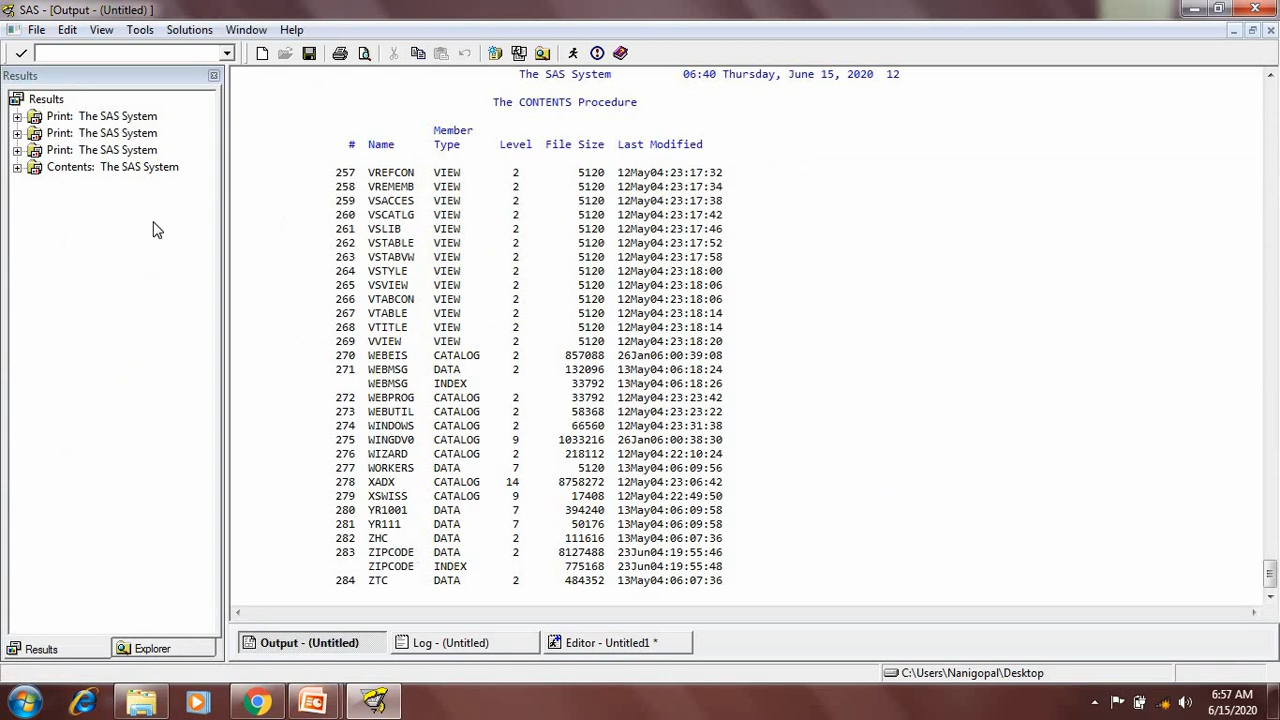 SAS - [Output - (Untitled) ]
File Edit View Tools Solutions Window Help
Results
Results
Print: The SAS System
Print: The SAS System
Print: The SAS System
Contents: The SAS System
The SAS System 06:40 Thursday, June 15, 2020 12
The CONTENTS Procedure
Member
# Name Type Level File Size Last Modified
257 VREFCON VIEW 2 5120 12May04:23:17:32
258 VREMEMB VIEW 2 5120 12May04:23:17:34
259 VSACCES VIEW 2 5120 12May04:23:17:38
260 VSCATLG VIEW 2 5120 12May04:23:17:42
261 VSLIB VIEW 2 5120 12May04:23:17:46
262 VSTABLE VIEW 2 5120 12May04:23:17:52
263 VSTABVW VIEW 2 5120 12May04:23:17:58
264 VSTYLE VIEW 2 5120 12May04:23:18:00
265 VSVIEW VIEW 2 5120 12May04:23:18:06
266 VTABCON VIEW 2 5120 12May04:23:18:06
267 VTABLE VIEW 2 5120 12May04:23:18:14
268 VTITLE VIEW 2 5120 12May04:23:18:14
269 VVIEW VIEW 2 5120 12May04:23:18:20
270 WEBEIS CATALOG 2 857088 26Jan06:00:39:08
271 WEBMSG DATA 2 132096 13May04:06:18:24
WEBMSG INDEX 33792 13May04:06:18:26
272 WEBPROG CATALOG 2 33792 12May04:23:23:42
273 WEBUTIL CATALOG 2 58368 12May04:23:23:22
274 WINDOWS CATALOG 2 66560 12May04:23:31:38
275 WINGDV0 CATALOG 9 1033216 26Jan06:00:38:30
276 WIZARD CATALOG 2 218112 12May04:22:10:24
277 WORKERS DATA 7 5120 13May04:06:09:56
278 XADX CATALOG 14 8758272 12May04:23:06:42
279 XSWISS CATALOG 9 17408 12May04:22:49:50
280 YR1001 DATA 7 394240 13May04:06:09:58
281 YR111 DATA 7 50176 13May04:06:09:58
282 ZHC DATA 2 111616 13May04:06:07:36
283 ZIPCODE DATA 2 8127488 23Jun04:19:55:46
ZIPCODE INDEX 775168 23Jun04:19:55:48
284 ZTC DATA 2 484352 13May04:06:07:36
Results Explorer
Output - (Untitled) Log - (Untitled) Editor - Untitled1 *
C:\Users\Nanigopal\Desktop
6:57 AM
6/15/2020